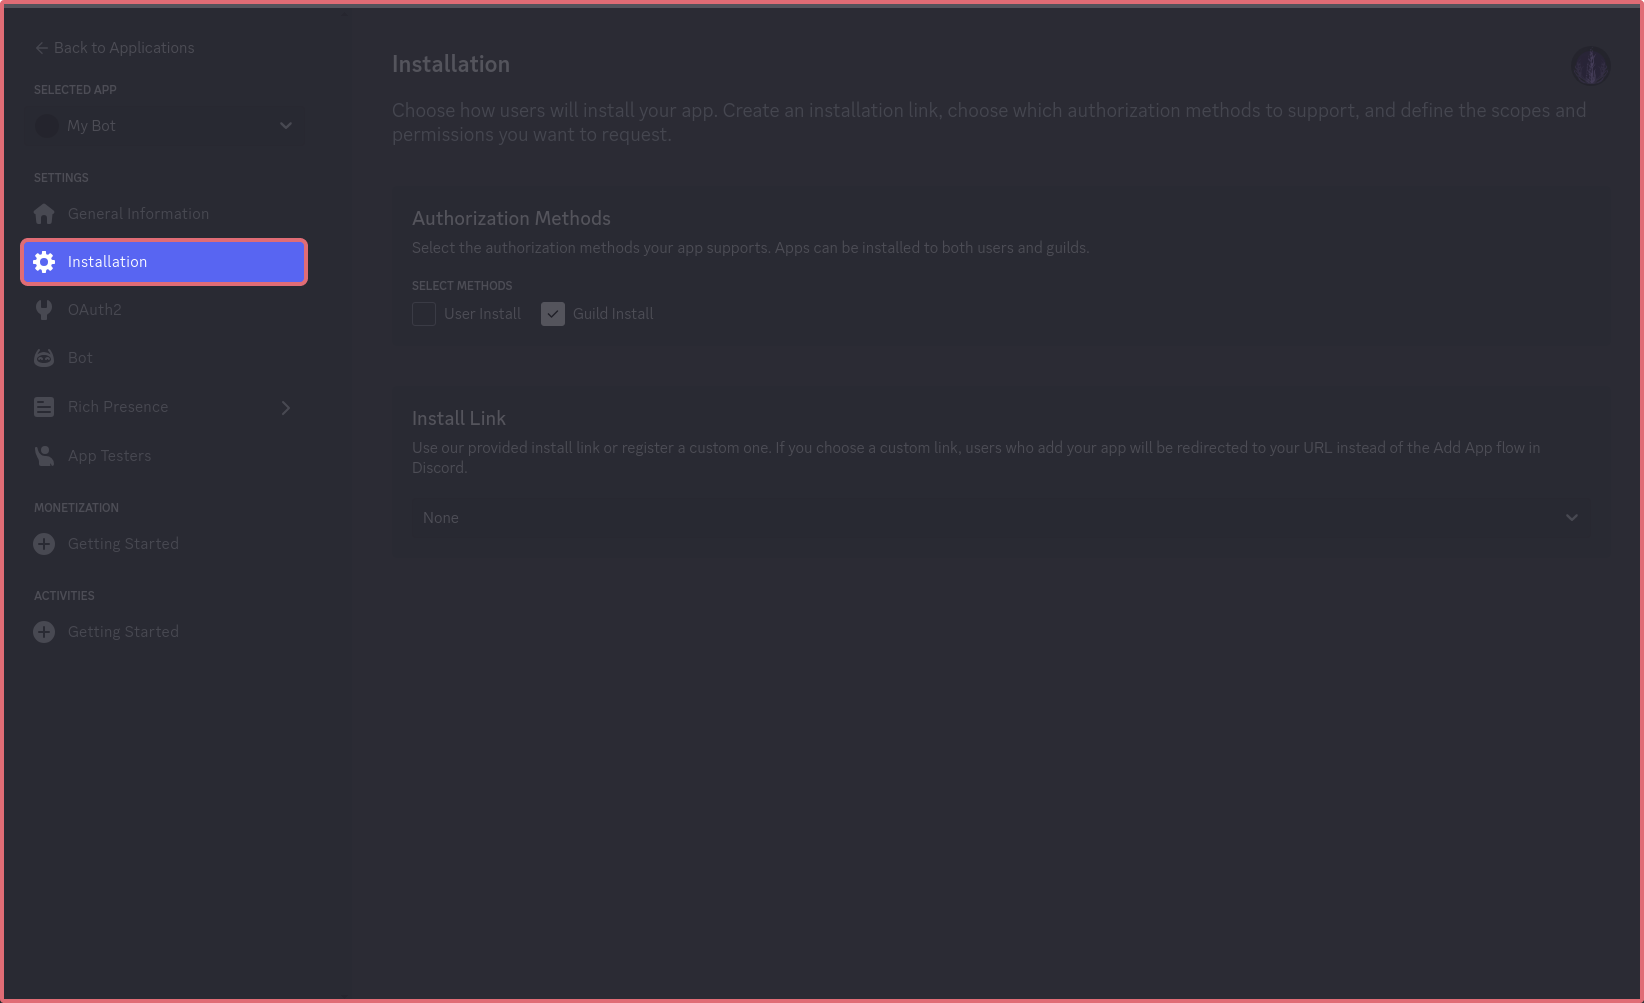 Back to Applications
SELECTED APP
My Bot
SETTINGS
General Information
Installation
OAuth2
Bot
Rich Presence
App Testers
MONETIZATION
Getting Started
ACTIVITIES
Getting Started
Installation
Choose how users will install your app. Create an installation link, choose which authorization methods to support, and define the scopes and
permissions you want to request.
Authorization Methods
Select the authorization methods your app supports. Apps can be installed to both users and guilds.
SELECT METHODS
User Install Guild Install
Install Link
Use our provided install link or register a custom one. If you choose a custom link, users who add your app will be redirected to your URL instead of the Add App flow in
Discord.
None